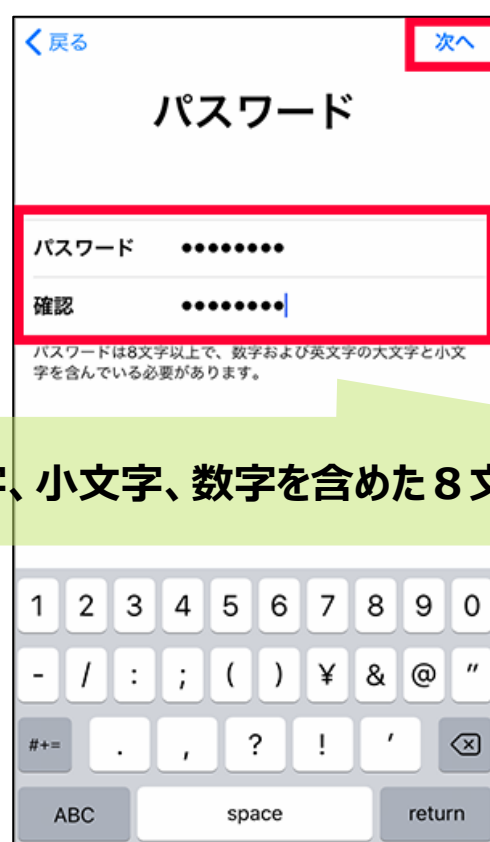 戻る
次へ
パスワード
パスワード ••••••••
確認 ••••••••
パスワードは8文字以上で、数字および英文字の大文字と小文
字を含んでいる必要があります。
、小文字、数字を含めた８文
1 2 3 4 5 6 7 8 9 0
- / : ; ( ) ¥ & @ "
#+= . , ? ! '
ABC space return